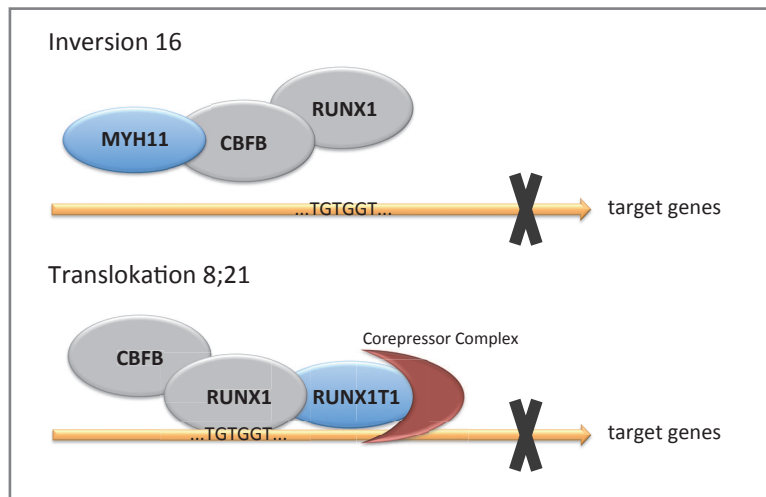 Inversion 16
RUNX1
MYH11
CBFB
...TGTGGT...
target genes
Translokation 8;21
Corepressor Complex
CBFB
RUNX1
RUNX1T1
...TGTGGT...
target genes